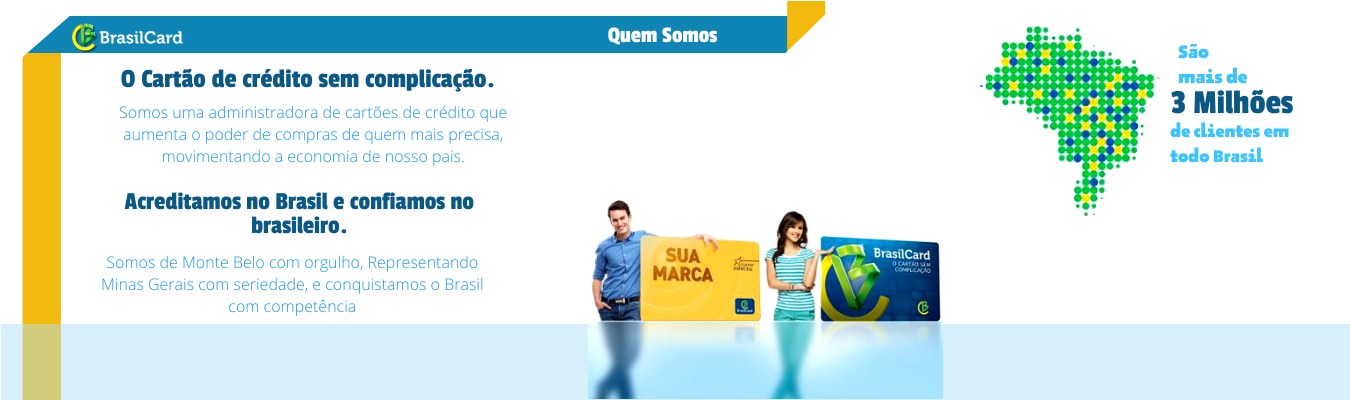 BrasilCard
Quem Somos
O Cartão de crédito sem complicação.
Somos uma administradora de cartões de crédito que
aumenta o poder de compras de quem mais precisa,
movimentando a economia de nosso pais.
Acreditamos no Brasil e confiamos no
brasileiro.
Somos de Monte Belo com orgulho, Representando
Minas Gerais com seriedade, e conquistamos o Brasil
com competência
SUA
MARCA
BrasilCard
BrasilCard
O CARTÃO SEM
COMPLICAÇÃO
São
mais de
3 Milhões
de clientes em
todo Brasil